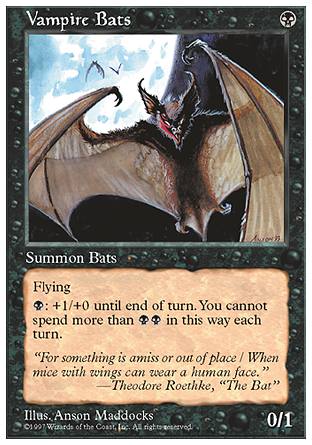 Vampire Bats
ANSON 93
Summon Bats
Flying
: +1/+0 until end of turn. You cannot
spend more than in this way each
turn.
"For something is amiss or out of place / When
mice with wings can wear a human face."
—Theodore Roethke, "The Bat"
Illus. Anson Maddocks
©1997 Wizards of the Coast, Inc. All rights reserved.
0/1